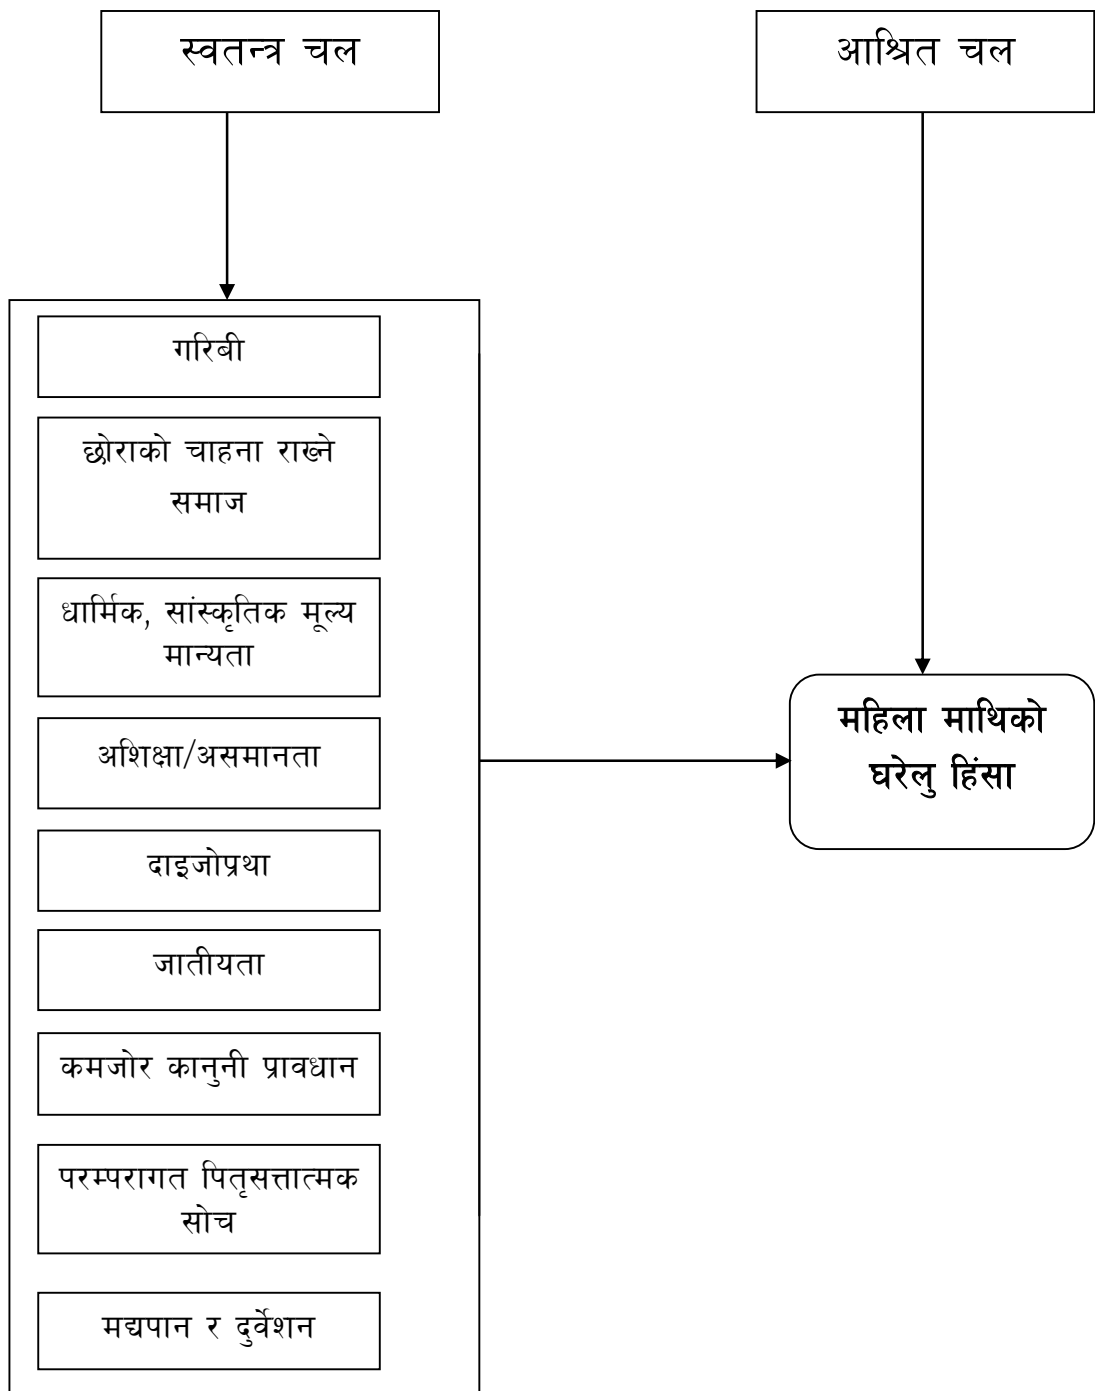 स्वतन्त्र चल
आश्रित चल
गरिबी
छोराको चाहना राख्ने
समाज
धार्मिक, सांस्कृतिक मूल्य
मान्यता
अशिक्षा/असमानता
दाइजोप्रथा
जातीयता
कमजोर कानुनी प्रावधान
परम्परागत पितृसत्तात्मक
सोच
मद्यपान र दुर्वेशन
महिला माथिको
घरेलु हिंसा